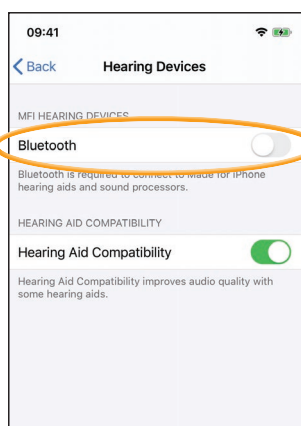 09:41
Back Hearing Devices
MFI HEARING DEVICES
Bluetooth
Bluetooth is required to connect to Made for iPhone
hearing aids and sound processors.
HEARING AID COMPATIBILITY
Hearing Aid Compatibility
Hearing Aid Compatibility improves audio quality with
some hearing aids.